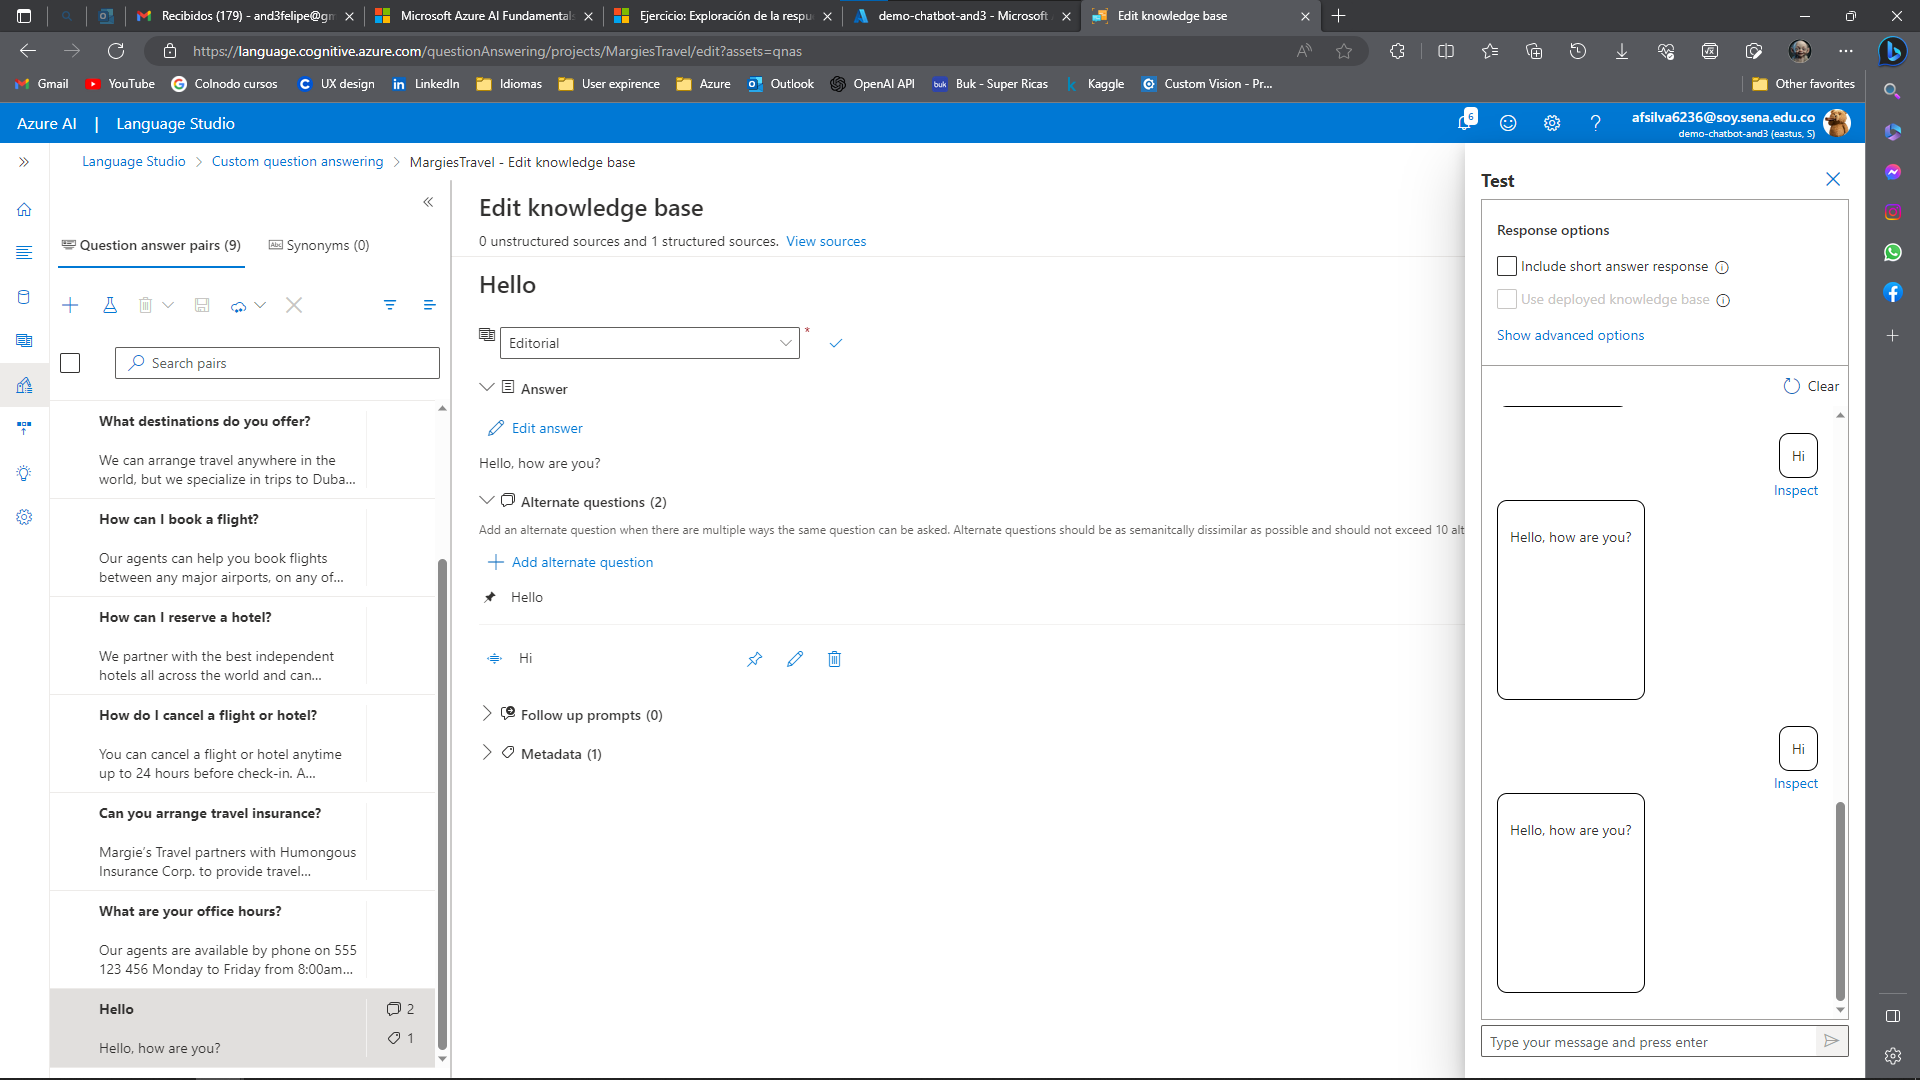 Recibidos (179) - and3felipe@gm
Microsoft Azure AI Fundamentals
Ejercicio: Exploración de la respu
demo-chatbot-and3 - Microsoft
Edit knowledge base
https://language.cognitive.azure.com/questionAnswering/projects/MargiesTravel/edit?assets=qnas
Gmail
YouTube
Colnodo cursos
UX design
LinkedIn
Idiomas
User expirence
Azure
Outlook
OpenAI API
Buk - Super Ricas
Kaggle
Custom Vision - Pr...
Other favorites
Azure AI | Language Studio
6
afsilva6236@soy.sena.edu.co
demo-chatbot-and3 (eastus, S)
Language Studio > Custom question answering > MargiesTravel - Edit knowledge base
Question answer pairs (9)
Synonyms (0)
Search pairs
What destinations do you offer?
We can arrange travel anywhere in the
world, but we specialize in trips to Duba...
How can I book a flight?
Our agents can help you book flights
between any major airports, on any of...
How can I reserve a hotel?
We partner with the best independent
hotels all across the world and can...
How do I cancel a flight or hotel?
You can cancel a flight or hotel anytime
up to 24 hours before check-in. A...
Can you arrange travel insurance?
Margie's Travel partners with Humongous
Insurance Corp. to provide travel...
What are your office hours?
Our agents are available by phone on 555
123 456 Monday to Friday from 8:00am...
Hello
2
1
Hello, how are you?
Edit knowledge base
0 unstructured sources and 1 structured sources. View sources
Hello
Editorial
*
Answer
Edit answer
Hello, how are you?
Alternate questions (2)
Add an alternate question when there are multiple ways the same question can be asked. Alternate questions should be as semanitcally dissimilar as possible and should not exceed 10 alt
Add alternate question
Hello
Hi
Follow up prompts (0)
Metadata (1)
Test
Response options
Include short answer response
Use deployed knowledge base
Show advanced options
Clear
Hi
Inspect
Hello, how are you?
Hi
Inspect
Hello, how are you?
Type your message and press enter